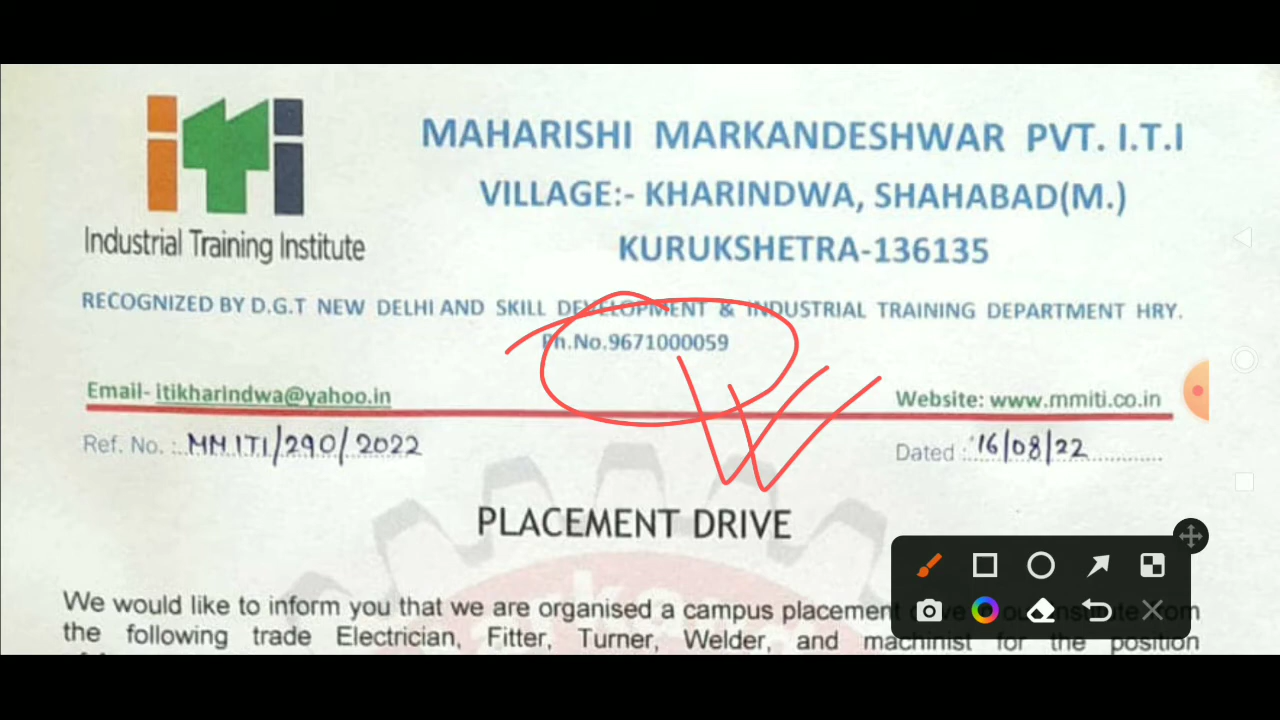 iTi
Industrial Training Institute
MAHARISHI MARKANDESHWAR PVT. I.T.I
VILLAGE:- KHARINDWA, SHAHABAD(M.)
KURUKSHETRA-136135
RECOGNIZED BY D.G.T NEW DELHI AND SKILL DEVELOPMENT & INDUSTRIAL TRAINING DEPARTMENT HRY.
Ph.No.9671000059
Email- itikharindwa@yahoo.in
Website: www.mmiti.co.in
Ref. No. : MM ITI/290/2022
Dated : 16/08/22
PLACEMENT DRIVE
We would like to inform you that we are organised a campus placement
the following trade Electrician, Fitter, Turner, Welder, and machinist for the position